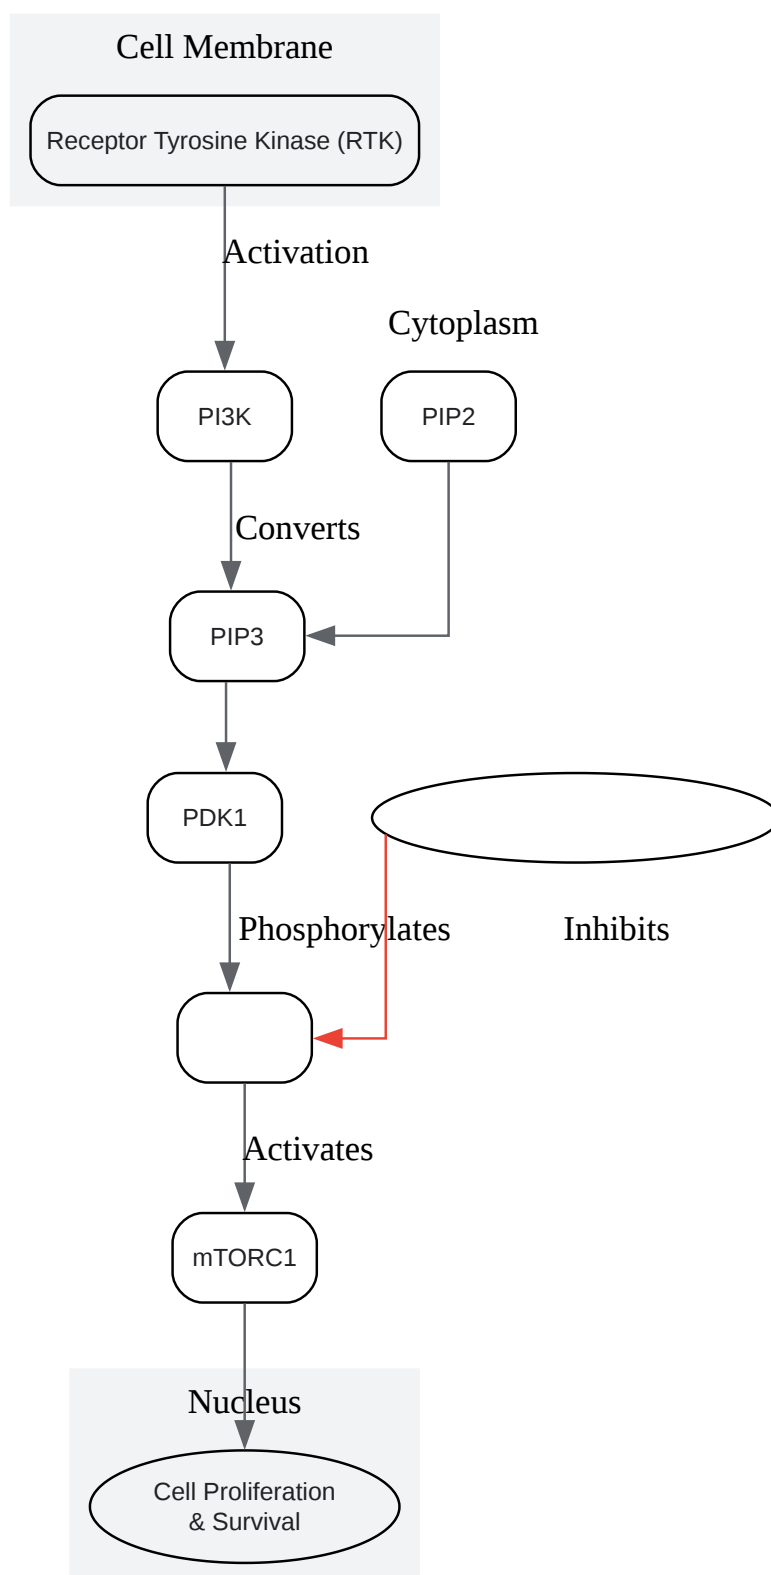 Cell Membrane
Receptor Tyrosine Kinase (RTK)
Activation
Cytoplasm
PI3K
PIP2
Converts
PIP3
PDK1
Phosphorylates
Inhibits
Activates
mTORC1
Nucleus
Cell Proliferation
& Survival